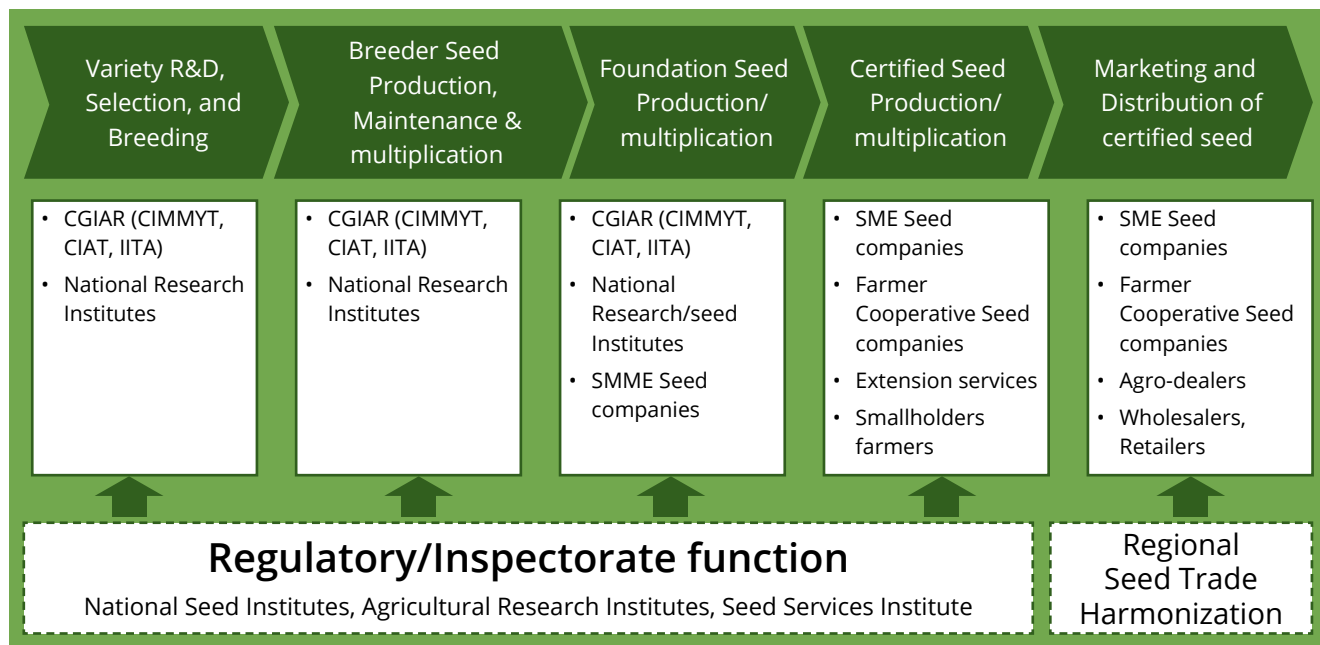 Variety R&D,
Selection, and
Breeding
Breeder Seed
Production,
Maintenance &
multiplication
Foundation Seed
Production/
multiplication
Certified Seed
Production/
multiplication
Marketing and
Distribution of
certified seed
• CGIAR (CIMMYT,
CIAT, IITA)
• National Research
Institutes
• CGIAR (CIMMYT,
CIAT, IITA)
• National Research
Institutes
• CGIAR (CIMMYT,
CIAT, IITA)
• National
Research/seed
Institutes
• SMME Seed
companies
• SME Seed
companies
• Farmer
Cooperative Seed
companies
• Extension services
• Smallholders
farmers
• SME Seed
companies
• Farmer
Cooperative Seed
companies
• Agro-dealers
• Wholesalers,
Retailers
Regulatory/Inspectorate function
National Seed Institutes, Agricultural Research Institutes, Seed Services Institute
Regional
Seed Trade
Harmonization